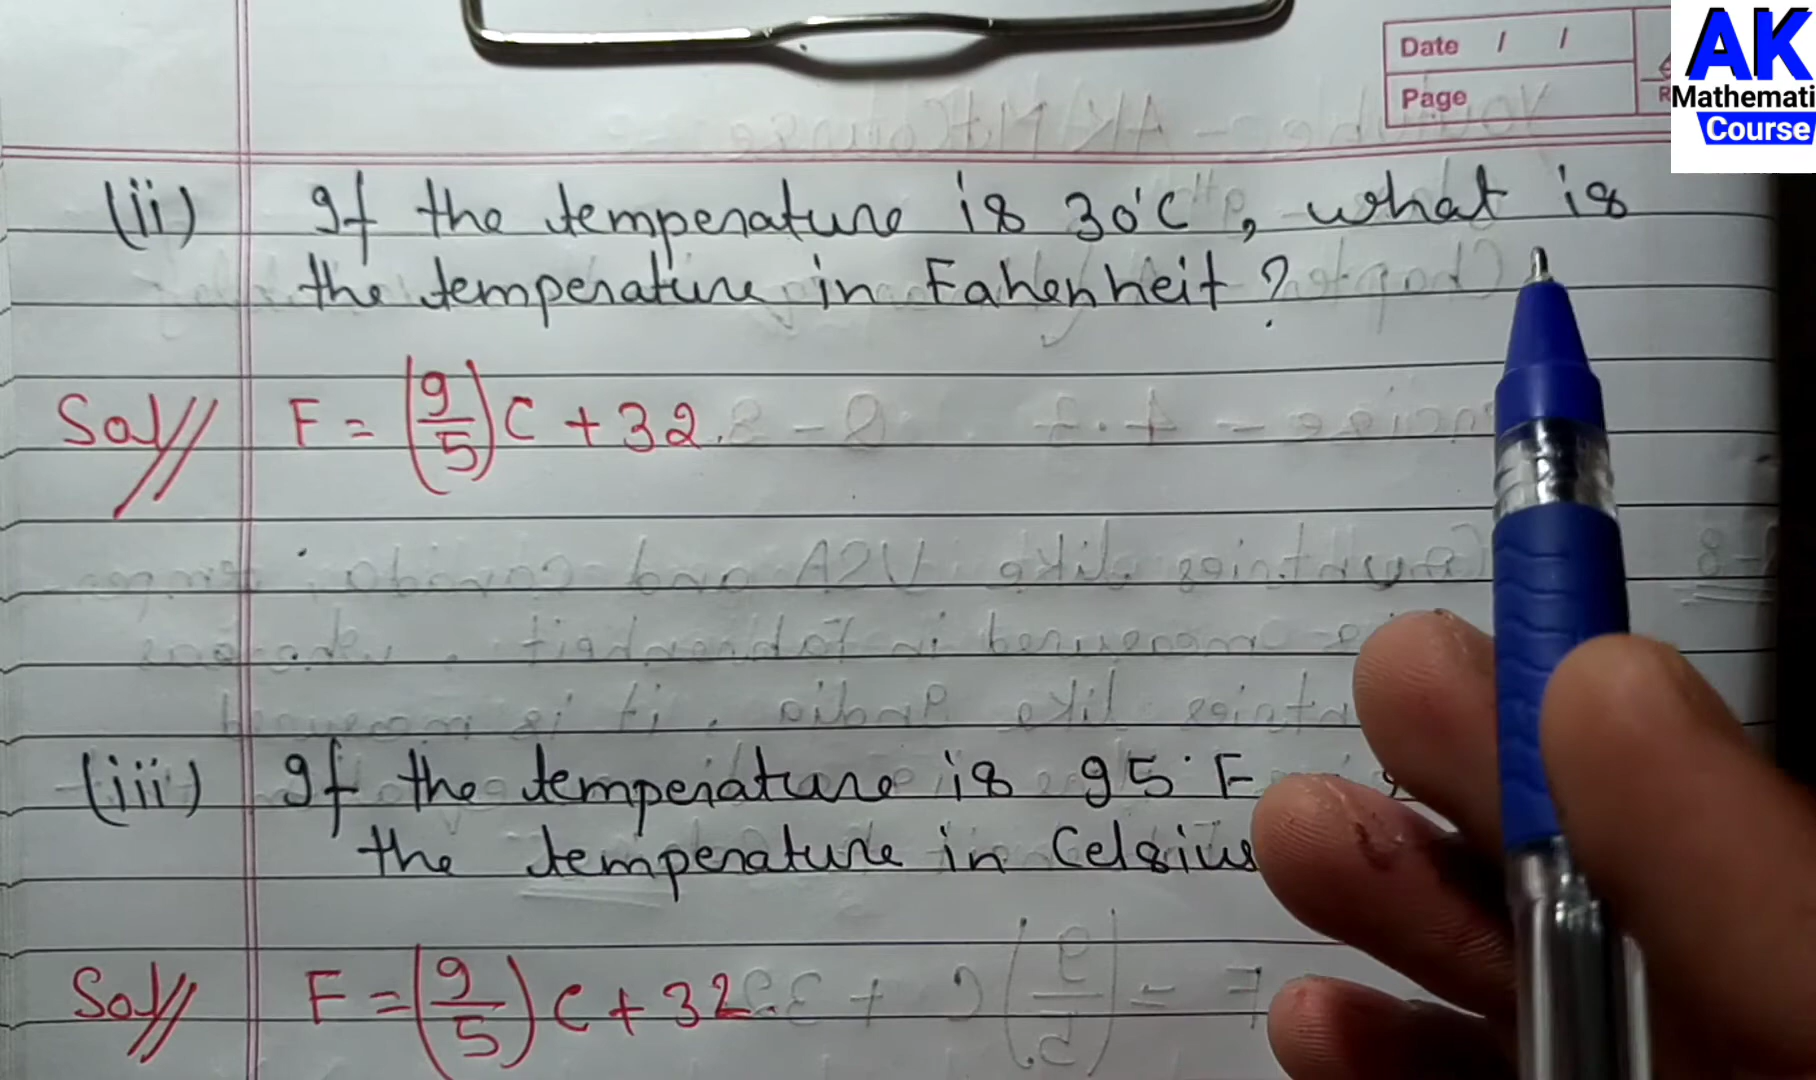 Date / /
Page
AK
Mathemati
Course
(ii) If the temperature is 30°C, what is
the temperature in Fahenheit?
Sol// F = (9/5) C + 32.
(iii) If the temperature is 95°F
the temperature in Celsius
Sol// F = (9/5) C + 32.